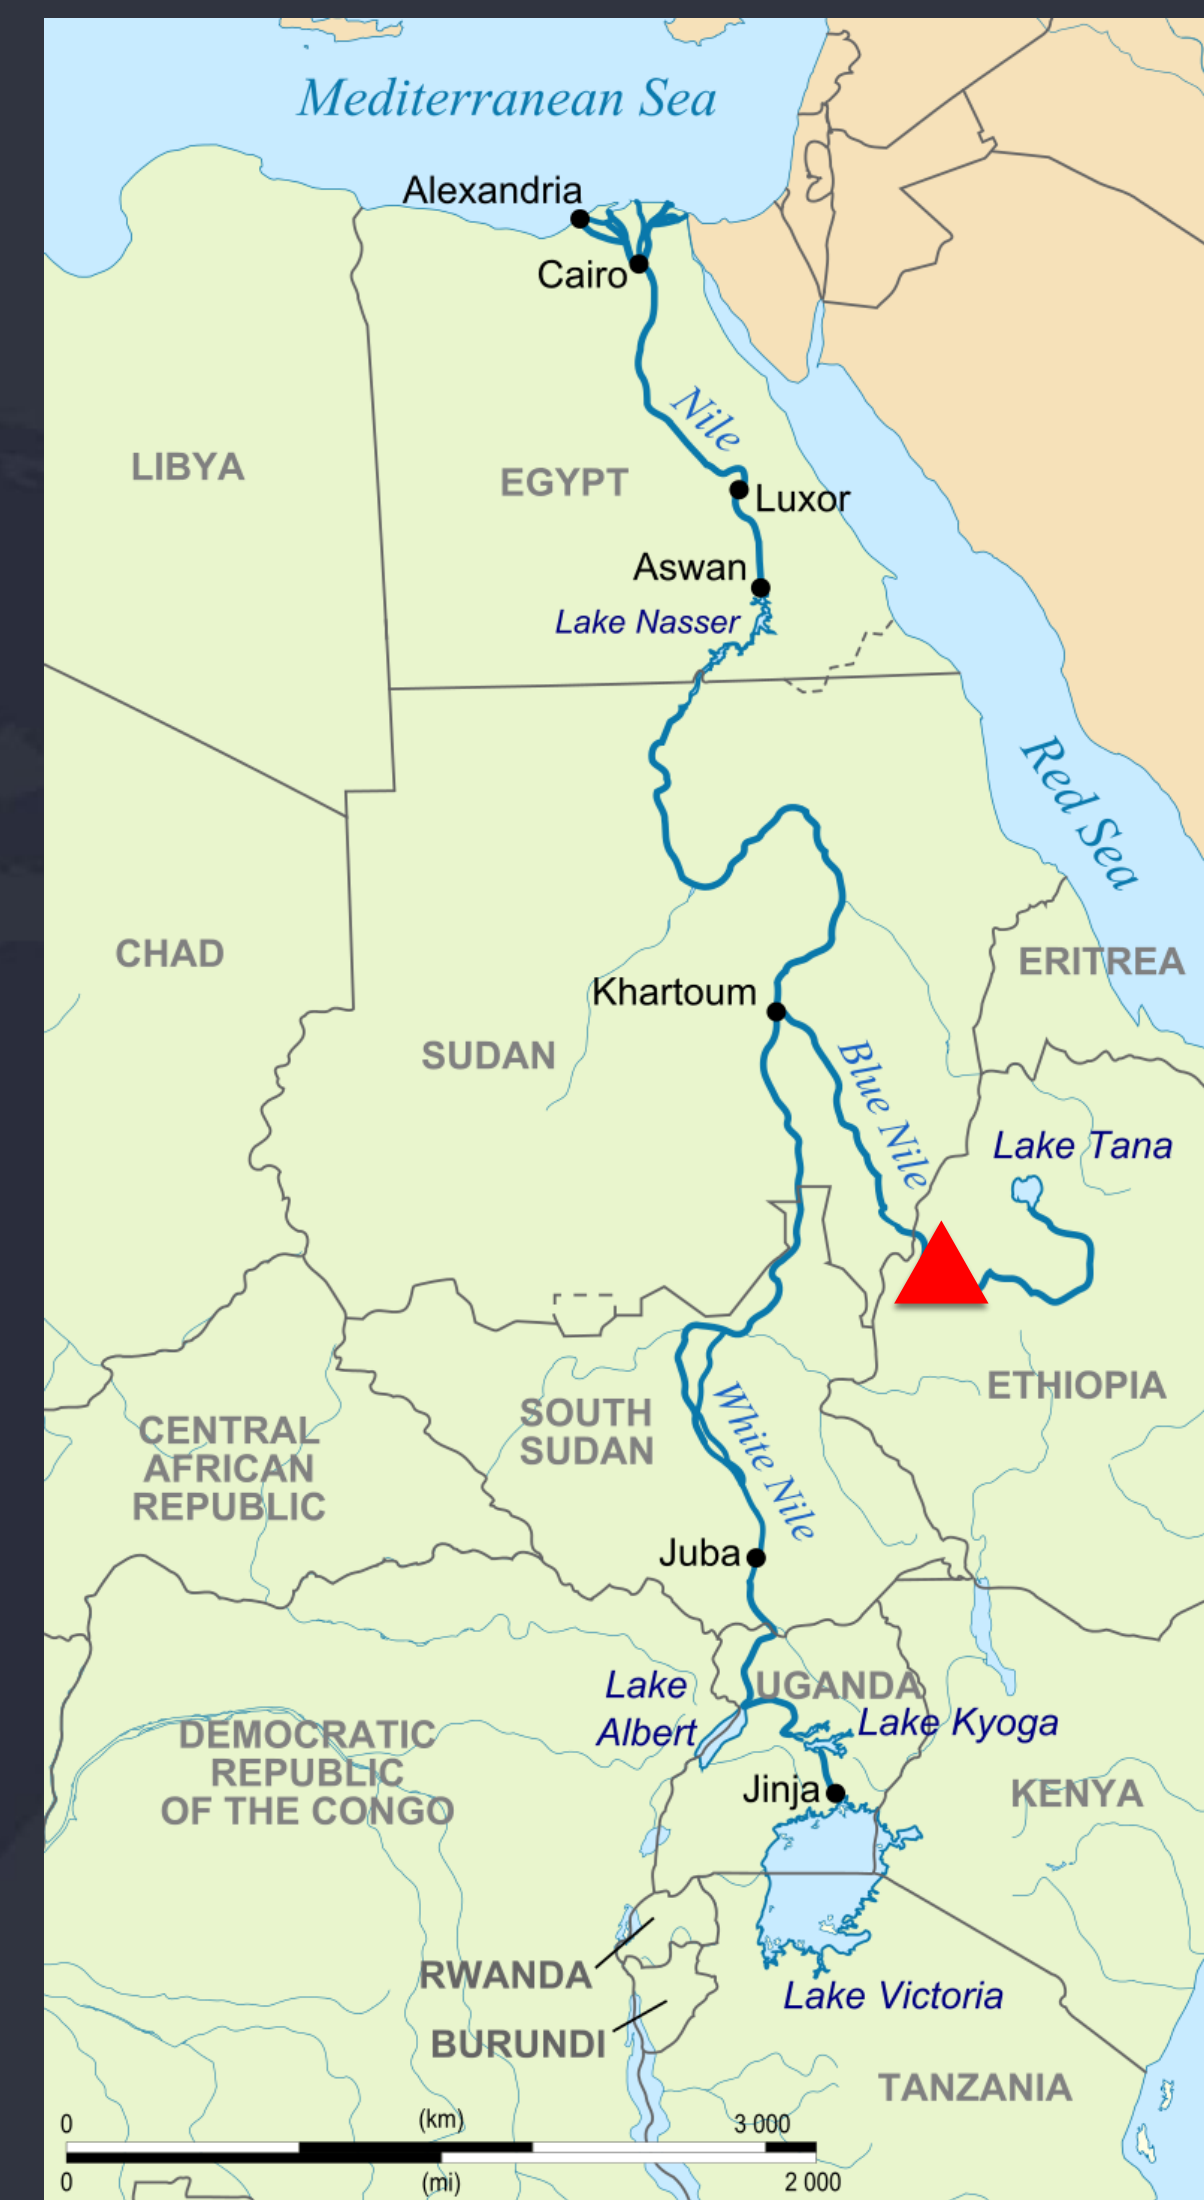 Mediterranean Sea
Alexandria
Cairo
Nile
LIBYA
EGYPT
Luxor
Aswan
Lake Nasser
Red Sea
CHAD
ERITREA
Khartoum
SUDAN
Blue Nile
Lake Tana
ETHIOPIA
SOUTH
SUDAN
White Nile
CENTRAL
AFRICAN
REPUBLIC
Juba
Lake
Albert
UGANDA
Lake Kyoga
DEMOCRATIC
REPUBLIC
OF THE CONGO
Jinja
KENYA
RWANDA
Lake Victoria
BURUNDI
TANZANIA
0 (km) 3 000
0 (mi) 2 000